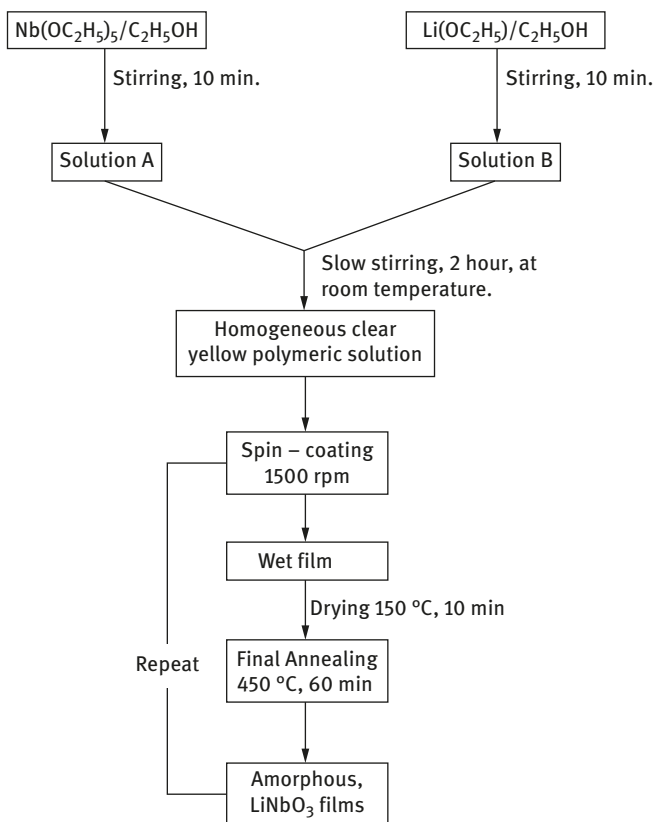 Nb(OC₂H₅)₅/C₂H₅OH
Li(OC₂H₅)/C₂H₅OH
Stirring, 10 min.
Stirring, 10 min.
Solution A
Solution B
Slow stirring, 2 hour, at
room temperature.
Homogeneous clear
yellow polymeric solution
Spin – coating
1500 rpm
Wet film
Drying 150 °C, 10 min
Repeat
Final Annealing
450 °C, 60 min
Amorphous,
LiNbO₃ films